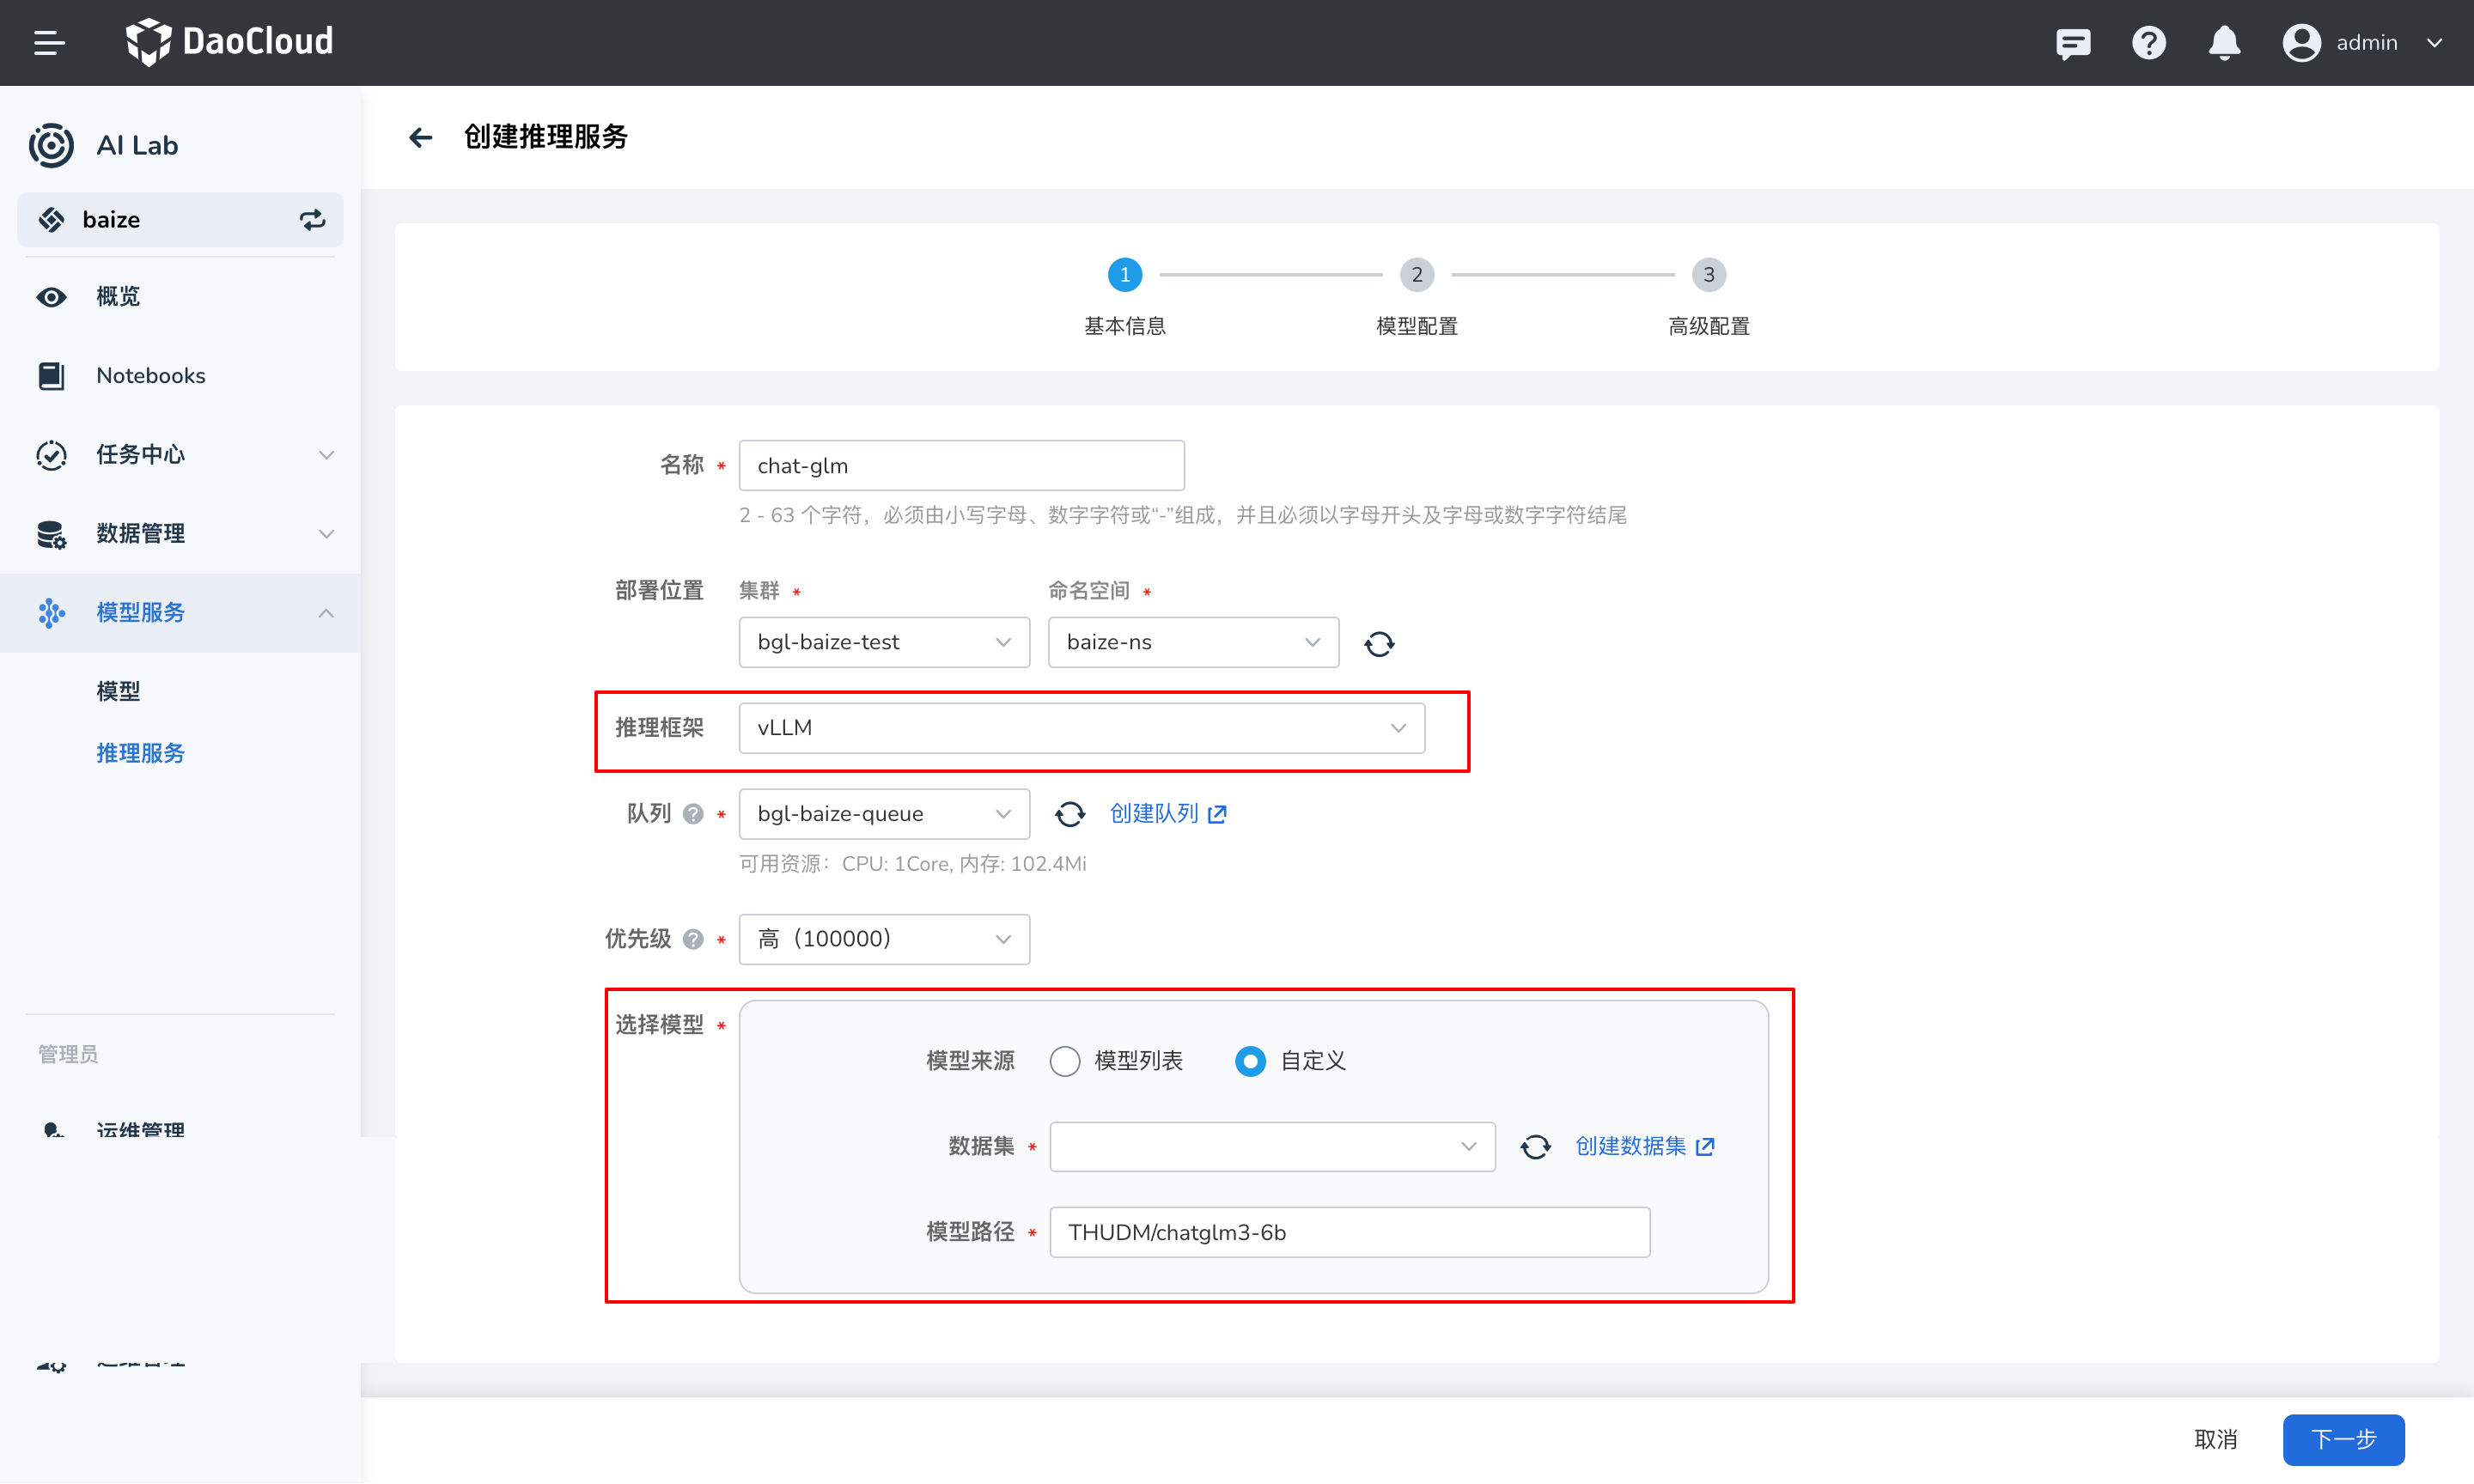 DaoCloud
admin
AI Lab
baize
概览
Notebooks
任务中心
数据管理
模型服务
模型
推理服务
管理员
运维管理
运维管理
创建推理服务
1
2
3
基本信息
模型配置
高级配置
名称 *
chat-glm
2 - 63 个字符，必须由小写字母、数字字符或“-”组成，并且必须以字母开头及字母或数字字符结尾
部署位置 集群 * 命名空间 *
bgl-baize-test baize-ns
推理框架 vLLM
队列 ? * bgl-baize-queue 创建队列
可用资源：CPU: 1Core, 内存: 102.4Mi
优先级 ? * 高（100000）
选择模型 *
模型来源 模型列表 自定义
数据集 * 创建数据集
模型路径 * THUDM/chatglm3-6b
取消 下一步